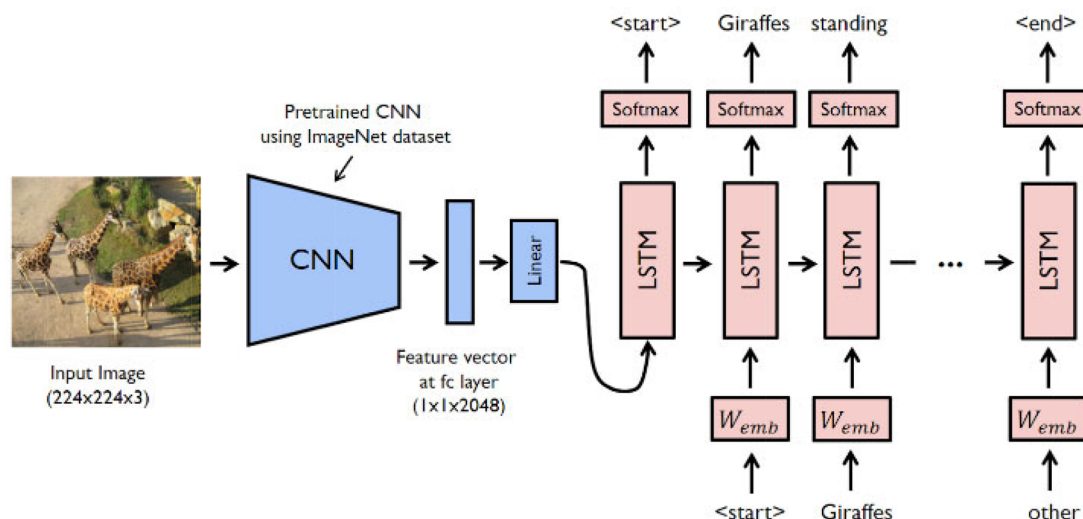 <start> Giraffes standing <end>
Softmax Softmax Softmax Softmax
Pretrained CNN
using ImageNet dataset
CNN
Linear
LSTM LSTM LSTM ... LSTM
Input Image
(224x224x3)
Feature vector
at fc layer
(1x1x2048)
W_emb W_emb W_emb
<start> Giraffes other